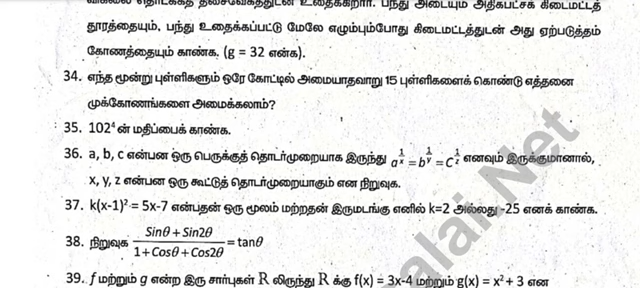 தூரத்தையும், பந்து உதைக்கப்பட்டு மேலே எழும்பும்போது கிடைமட்டத்துடன் அது ஏற்படுத்தும்
கோணத்தையும் காண்க. (g = 32 என்க).
34. எந்த மூன்று புள்ளிகளும் ஒரே கோட்டில் அமையாதவாறு 15 புள்ளிகளைக் கொண்டு எத்தனை
முக்கோணங்களை அமைக்கலாம்?
35. 102⁴ன் மதிப்பைக் காண்க.
36. a, b, c என்பன ஒரு பெருக்குத் தொடர்முறையாக இருந்து a^(1/x) = b^(1/y) = c^(1/z) எனவும் இருக்குமானால்,
x, y, z என்பன ஒரு கூட்டுத் தொடர்முறையாகும் என நிறுவுக.
37. k(x-1)² = 5x-7 என்பதன் ஒரு மூலம் மற்றதன் இருமடங்கு எனில் k=2 அல்லது -25 எனக் காண்க.
38. நிறுவுக (Sinθ + Sin2θ)/(1+Cosθ+Cos2θ) = tanθ
39. f மற்றும் g என்ற இரு சார்புகள் R லிருந்து R க்கு f(x) = 3x-4 மற்றும் g(x) = x² + 3 என
alai.Net